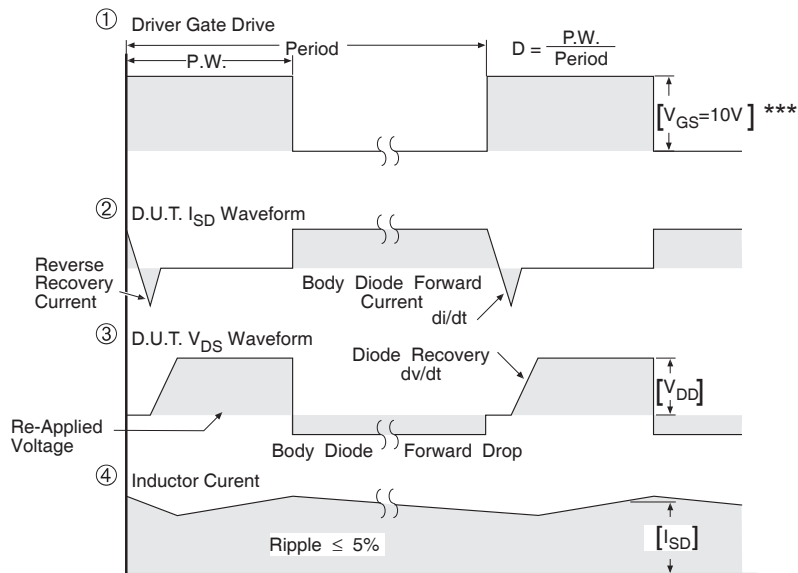 ① Driver Gate Drive
Period
P.W.
D = P.W. / Period
[V_GS=10V] ***
② D.U.T. I_SD Waveform
Reverse
Recovery
Current
Body Diode Forward
Current
di/dt
③ D.U.T. V_DS Waveform
Diode Recovery
dv/dt
[V_DD]
Re-Applied
Voltage
Body Diode Forward Drop
④ Inductor Curent
Ripple ≤ 5%
[I_SD]